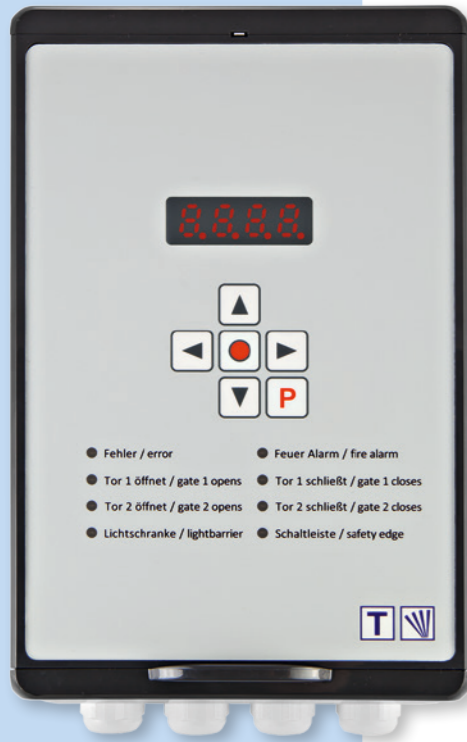 8.8.8.8.
P
Fehler / error
Feuer Alarm / fire alarm
Tor 1 öffnet / gate 1 opens
Tor 1 schließt / gate 1 closes
Tor 2 öffnet / gate 2 opens
Tor 2 schließt / gate 2 closes
Lichtschranke / lightbarrier
Schaltleiste / safety edge
T